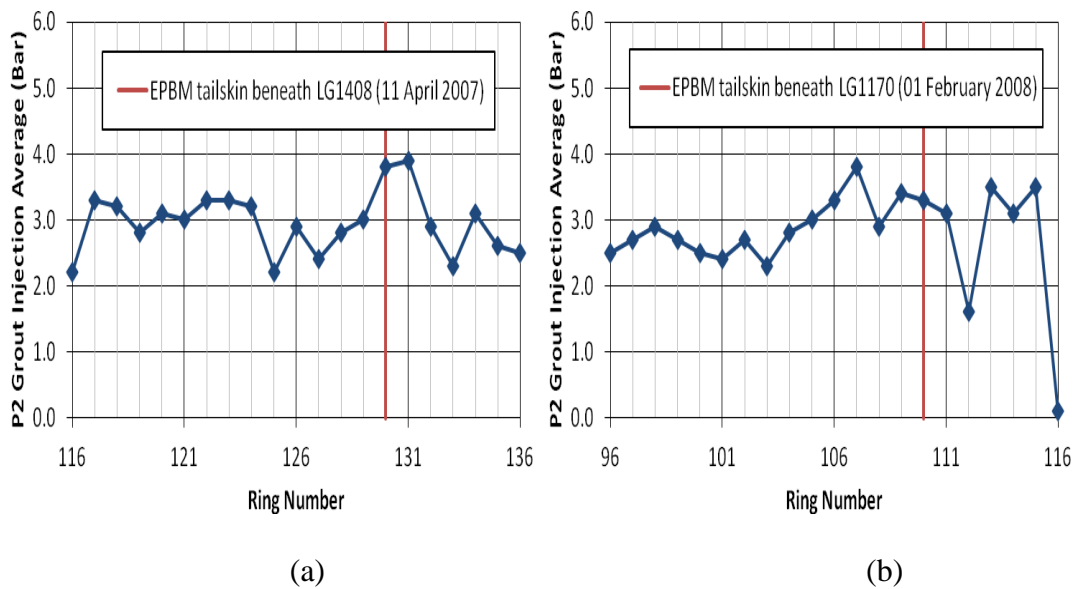 P2 Grout Injection Average (Bar)
6.0
5.0
4.0
3.0
2.0
1.0
0.0
EPBM tailskin beneath LG1408 (11 April 2007)
116 121 126 131 136
Ring Number
(a)
P2 Grout Injection Average (Bar)
6.0
5.0
4.0
3.0
2.0
1.0
0.0
EPBM tailskin beneath LG1170 (01 February 2008)
96 101 106 111 116
Ring Number
(b)